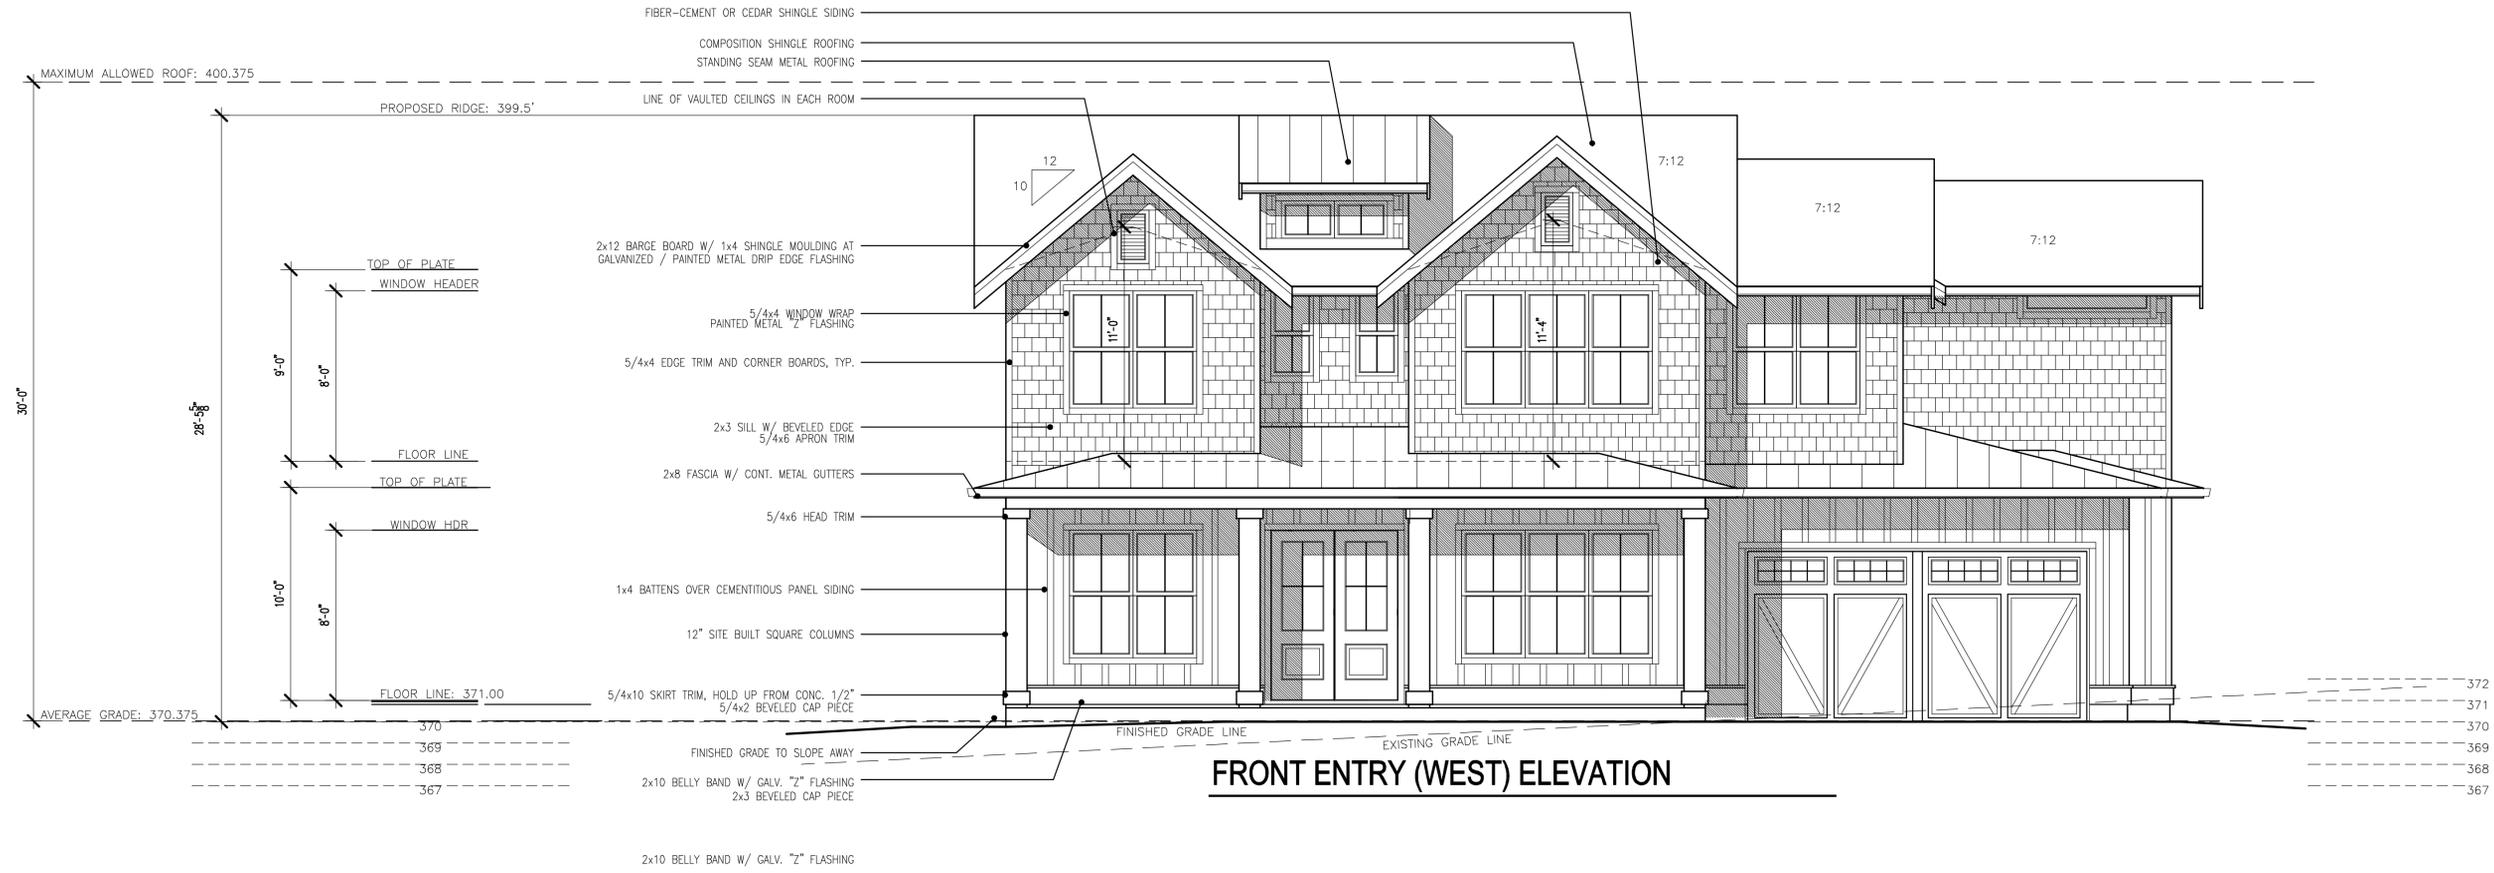 FIBER-CEMENT OR CEDAR SHINGLE SIDING
COMPOSITION SHINGLE ROOFING
STANDING SEAM METAL ROOFING
MAXIMUM ALLOWED ROOF: 400.375
LINE OF VAULTED CEILINGS IN EACH ROOM
PROPOSED RIDGE: 399.5'
12
10
7:12
7:12
7:12
2x12 BARGE BOARD W/ 1x4 SHINGLE MOULDING AT
GALVANIZED / PAINTED METAL DRIP EDGE FLASHING
TOP OF PLATE
WINDOW HEADER
5/4x4 WINDOW WRAP
PAINTED METAL "Z" FLASHING
11'-0"
11'-4"
5/4x4 EDGE TRIM AND CORNER BOARDS, TYP.
9'-0"
8'-0"
30'-0"
28'-5 5/8"
2x3 SILL W/ BEVELED EDGE
5/4x6 APRON TRIM
FLOOR LINE
2x8 FASCIA W/ CONT. METAL GUTTERS
TOP OF PLATE
5/4x6 HEAD TRIM
WINDOW HDR
10'-0"
8'-0"
1x4 BATTENS OVER CEMENTITIOUS PANEL SIDING
12" SITE BUILT SQUARE COLUMNS
FLOOR LINE: 371.00
5/4x10 SKIRT TRIM, HOLD UP FROM CONC. 1/2"
5/4x2 BEVELED CAP PIECE
AVERAGE GRADE: 370.375
370
369
368
367
372
371
370
369
368
367
FINISHED GRADE LINE
EXISTING GRADE LINE
FINISHED GRADE TO SLOPE AWAY
2x10 BELLY BAND W/ GALV. "Z" FLASHING
2x3 BEVELED CAP PIECE
FRONT ENTRY (WEST) ELEVATION
2x10 BELLY BAND W/ GALV. "Z" FLASHING